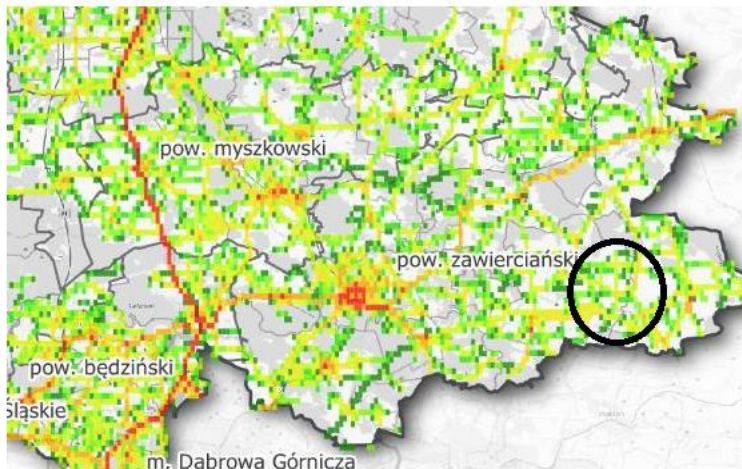 pow. myszkowski
pow. zawierciański
pow. będziński
Śląskie
m. Dąbrowa Górnicza